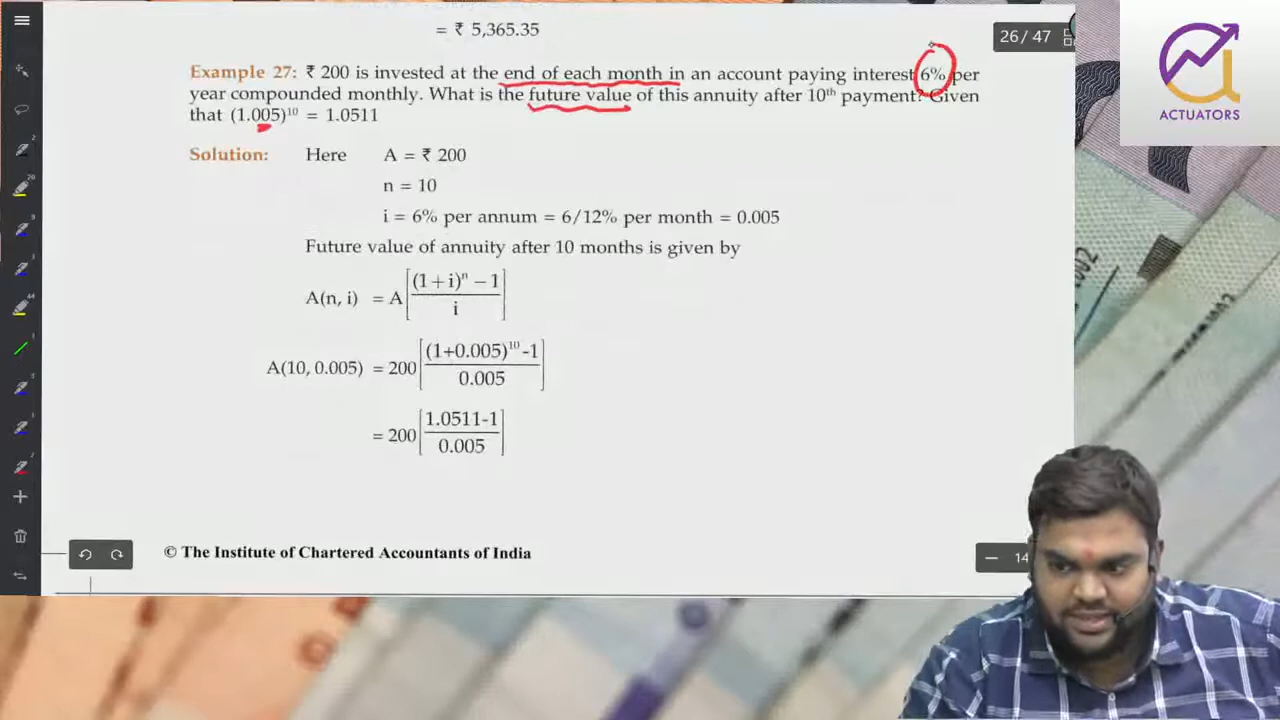 = ₹ 5,365.35
26 / 47
Example 27: ₹ 200 is invested at the end of each month in an account paying interest 6% per
year compounded monthly. What is the future value of this annuity after 10th payment? Given
that (1.005)¹⁰ = 1.0511
ACTUATORS
Solution: Here A = ₹ 200
n = 10
i = 6% per annum = 6/12% per month = 0.005
Future value of annuity after 10 months is given by
A(n, i) = A [ (1 + i)ⁿ – 1 / i ]
A(10, 0.005) = 200 [ (1+0.005)¹⁰ -1 / 0.005 ]
= 200 [ 1.0511-1 / 0.005 ]
© The Institute of Chartered Accountants of India
14